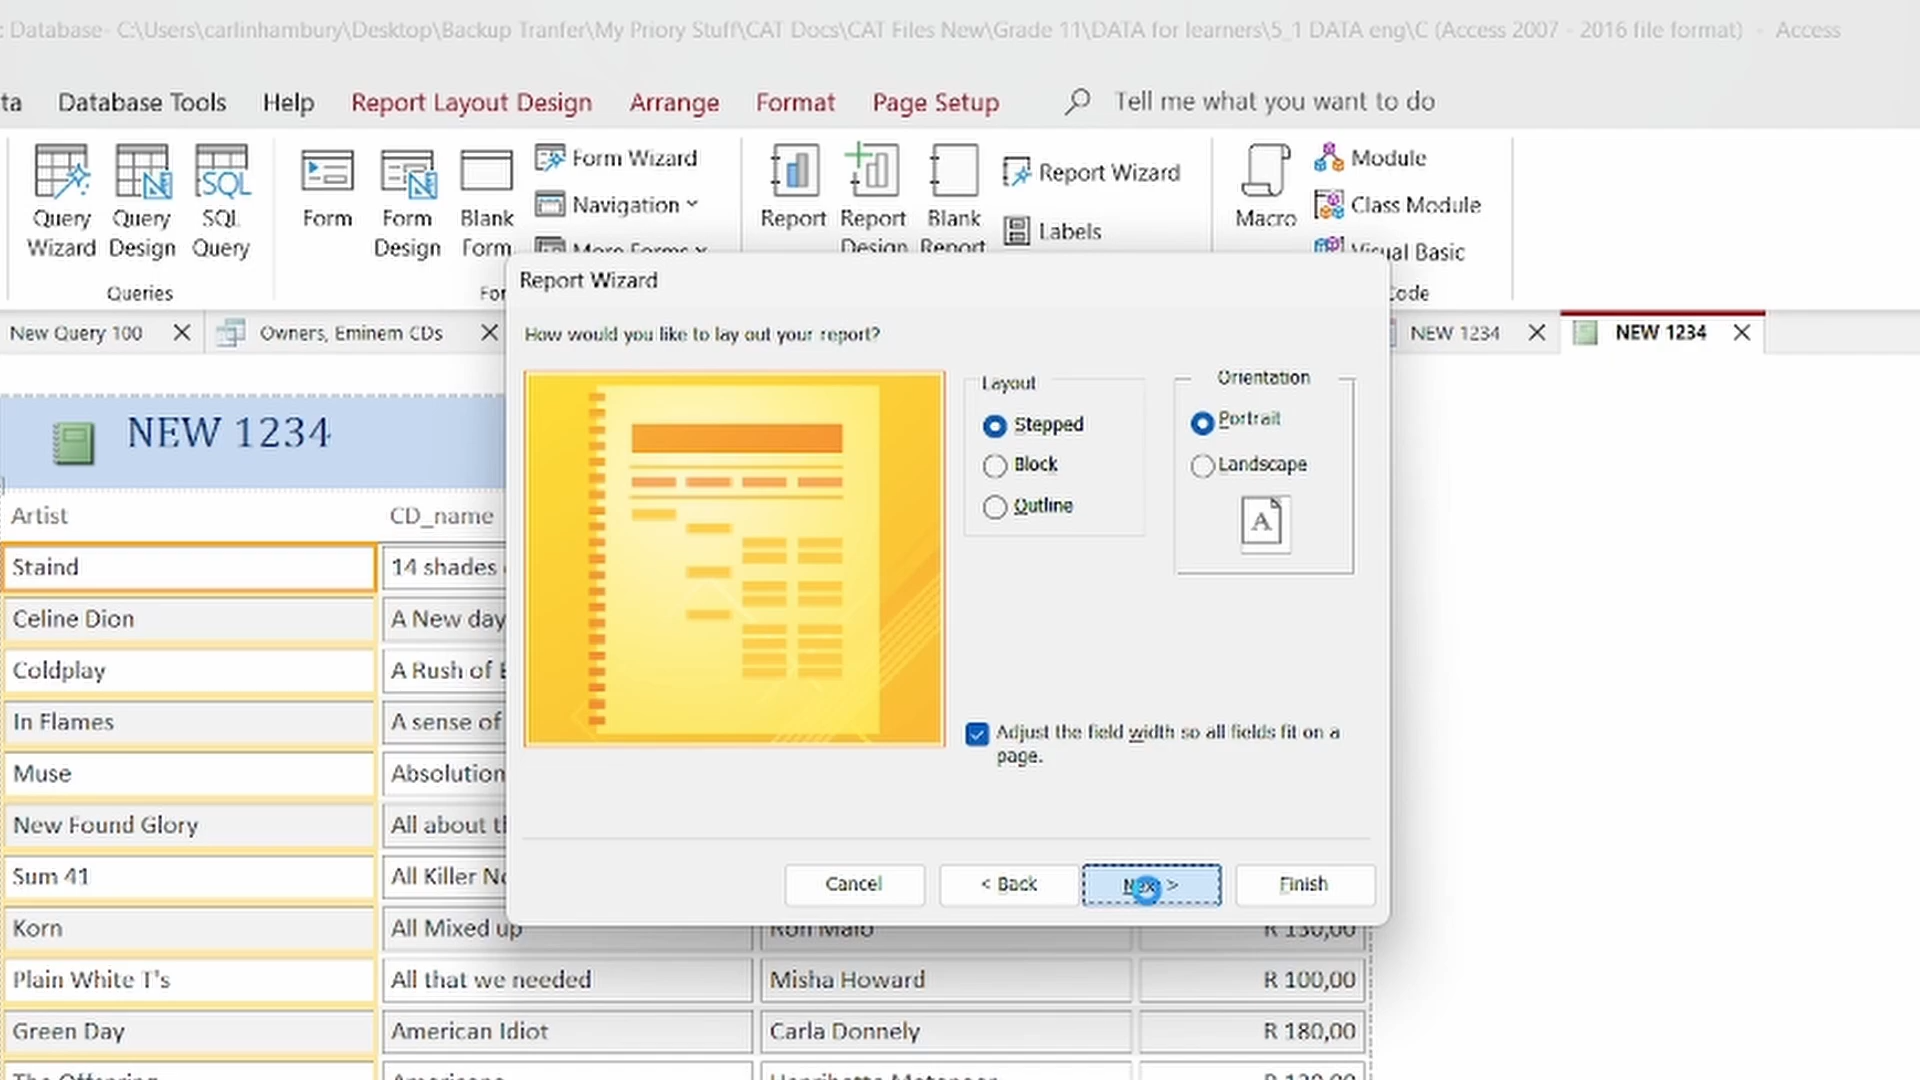 Database- C:\Users\carlinhambury\Desktop\Backup Tranfer\My Priory Stuff\CAT Docs\CAT Files New\Grade 11\DATA for learners\5_1 DATA eng\C (Access 2007 - 2016 file format) - Access
ta Database Tools Help Report Layout Design Arrange Format Page Setup Tell me what you want to do
Query Wizard
Query Design
SQL Query
Queries
Form
Form Design
Blank Form
Form Wizard
Navigation
More Forms
For
Report
Report Design
Blank Report
Report Wizard
Labels
Macro
Module
Class Module
Visual Basic
Code
New Query 100
Owners, Eminem CDs
NEW 1234
NEW 1234
NEW 1234
Artist CD_name
Staind 14 shades
Celine Dion A New day
Coldplay A Rush of
In Flames A sense of
Muse Absolution
New Found Glory All about
Sum 41 All Killer
Korn All Mixed up Ron Malo R 130,00
Plain White T's All that we needed Misha Howard R 100,00
Green Day American Idiot Carla Donnely R 180,00
The Offspring
Report Wizard
How would you like to lay out your report?
Layout
Stepped
Block
Outline
Orientation
Portrait
Landscape
A
Adjust the field width so all fields fit on a
page.
Cancel < Back Next > Finish